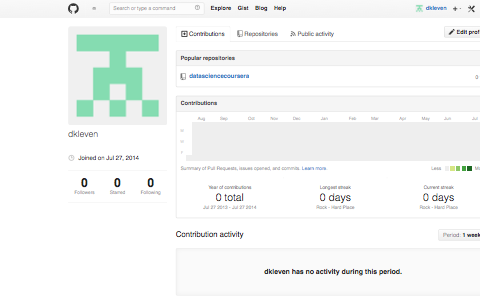 Search or type a command
Explore Gist Blog Help
dkleven
Contributions Repositories Public activity
Edit prof
Popular repositories
datasciencecoursera
0
Contributions
Aug Sep Oct Nov Dec Jan Feb Mar Apr May Jun Jul
Summary of Pull Requests, issues opened, and commits. Learn more.
Less
dkleven
Joined on Jul 27, 2014
0 0 0
Followers Starred Following
Year of contributions Longest streak Current streak
0 total 0 days 0 days
Jul 27 2013 - Jul 27 2014 Rock - Hard Place Rock - Hard Place
Contribution activity
Period: 1 week
dkleven has no activity during this period.